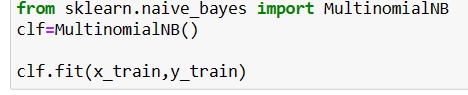 from sklearn.naive_bayes import MultinomialNB
clf=MultinomialNB()
clf.fit(x_train,y_train)